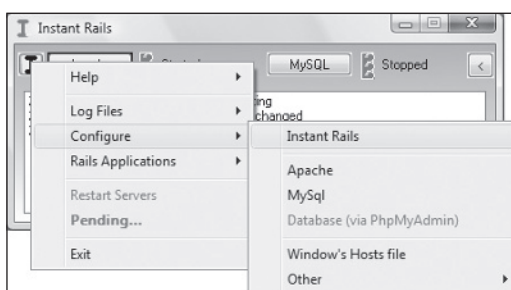 Instant Rails
MySQL Stopped
Help
Log Files
Configure
Rails Applications
Restart Servers
Pending...
Exit
changed
Instant Rails
Apache
MySql
Database (via PhpMyAdmin)
Window's Hosts file
Other